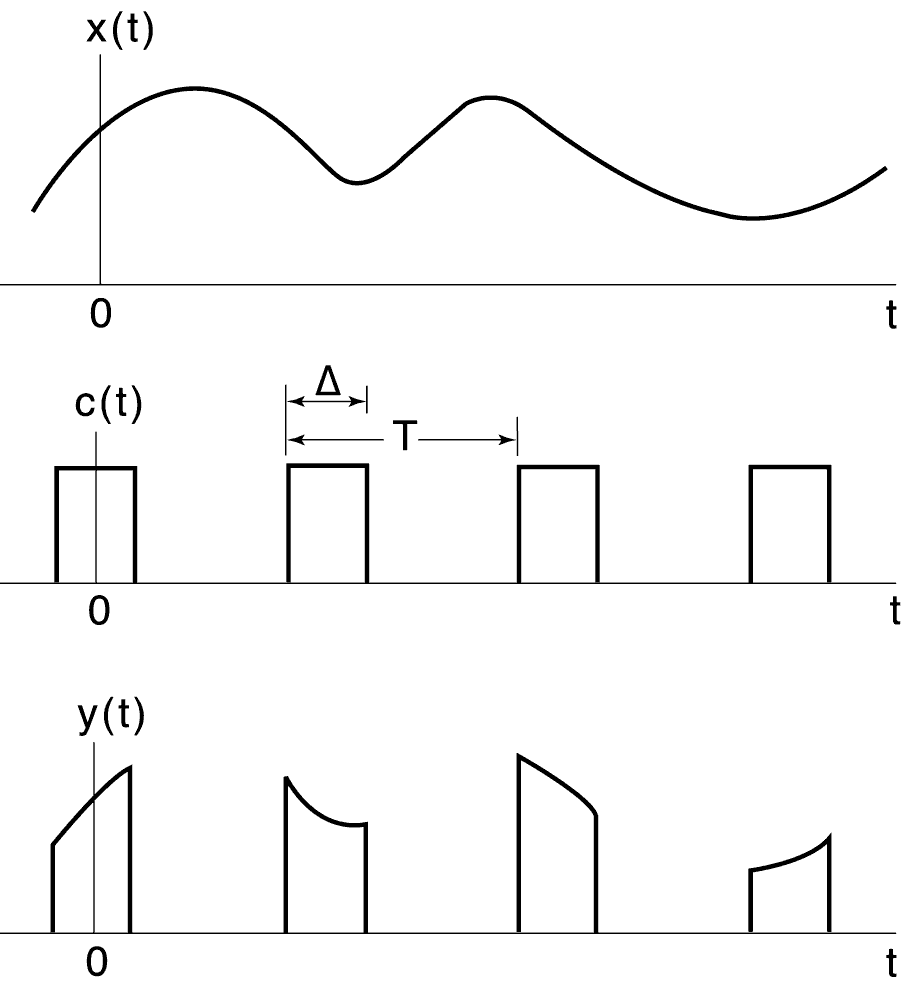 x(t)
0 t
Δ
c(t)
T
0 t
y(t)
0 t